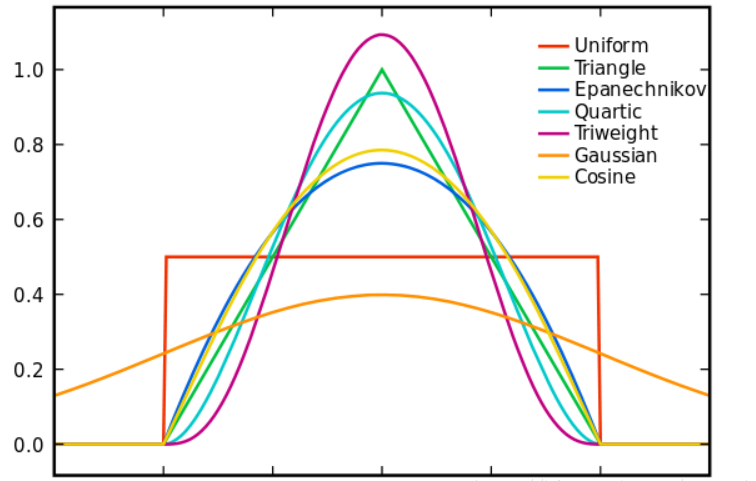 1.0
0.8
0.6
0.4
0.2
0.0
Uniform
Triangle
Epanechnikov
Quartic
Triweight
Gaussian
Cosine